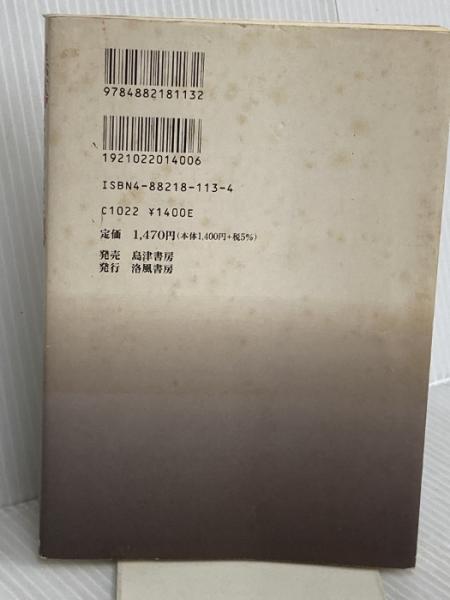 9784882181132
1921022014006
ISBN4-88218-113-4
C1022 ¥1400E
定価 1,470円(本体1,400円+税5%)
発売 島津書房
発行 洛風書房